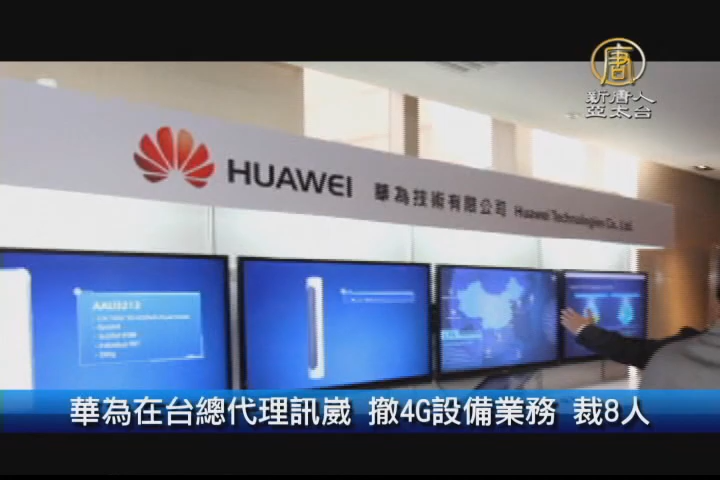 唐
新唐人
亞太台
HUAWEI 華為技術有限公司 Huawei Technologies Co., Ltd.
AAU3213
華為在台總代理訊崴 撤4G設備業務 裁8人